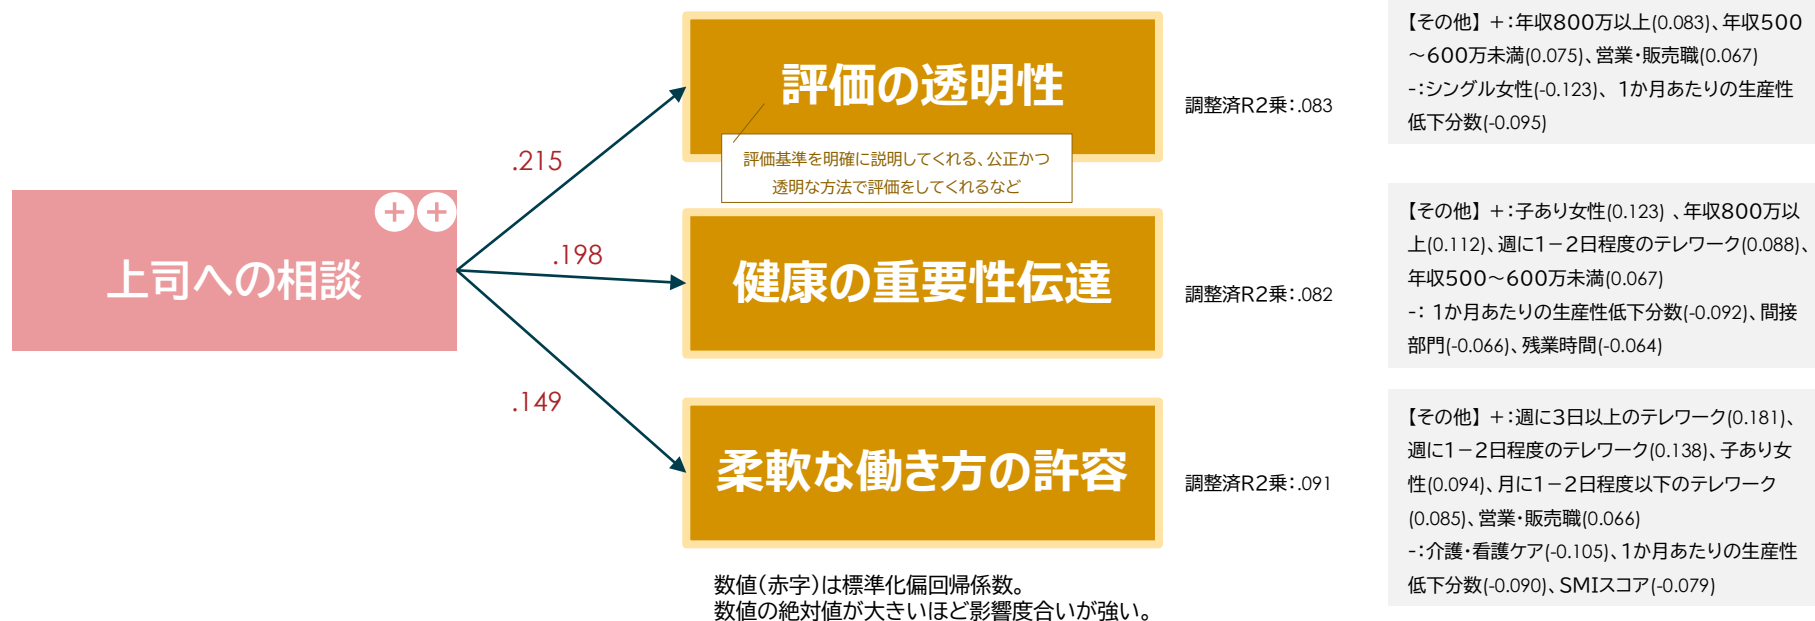 上司への相談
.215
.198
.149
評価の透明性
評価基準を明確に説明してくれる、公正かつ
透明な方法で評価をしてくれるなど
調整済R2乗:.083
【その他】 +:年収800万以上(0.083)、年収500
～600万未満(0.075)、営業・販売職(0.067)
-:シングル女性(-0.123)、 1か月あたりの生産性
低下分数(-0.095)
健康の重要性伝達
調整済R2乗:.082
【その他】 +:子あり女性(0.123) 、年収800万以
上(0.112)、週に1－2日程度のテレワーク(0.088)、
年収500～600万未満(0.067)
-: 1か月あたりの生産性低下分数(-0.092)、間接
部門(-0.066)、残業時間(-0.064)
柔軟な働き方の許容
調整済R2乗:.091
【その他】 +:週に3日以上のテレワーク(0.181)、
週に1－2日程度のテレワーク(0.138)、子あり女
性(0.094)、月に1－2日程度以下のテレワーク
(0.085)、営業・販売職(0.066)
-:介護・看護ケア(-0.105)、1か月あたりの生産性
低下分数(-0.090)、SMIスコア(-0.079)
数値(赤字)は標準化偏回帰係数。
数値の絶対値が大きいほど影響度合いが強い。